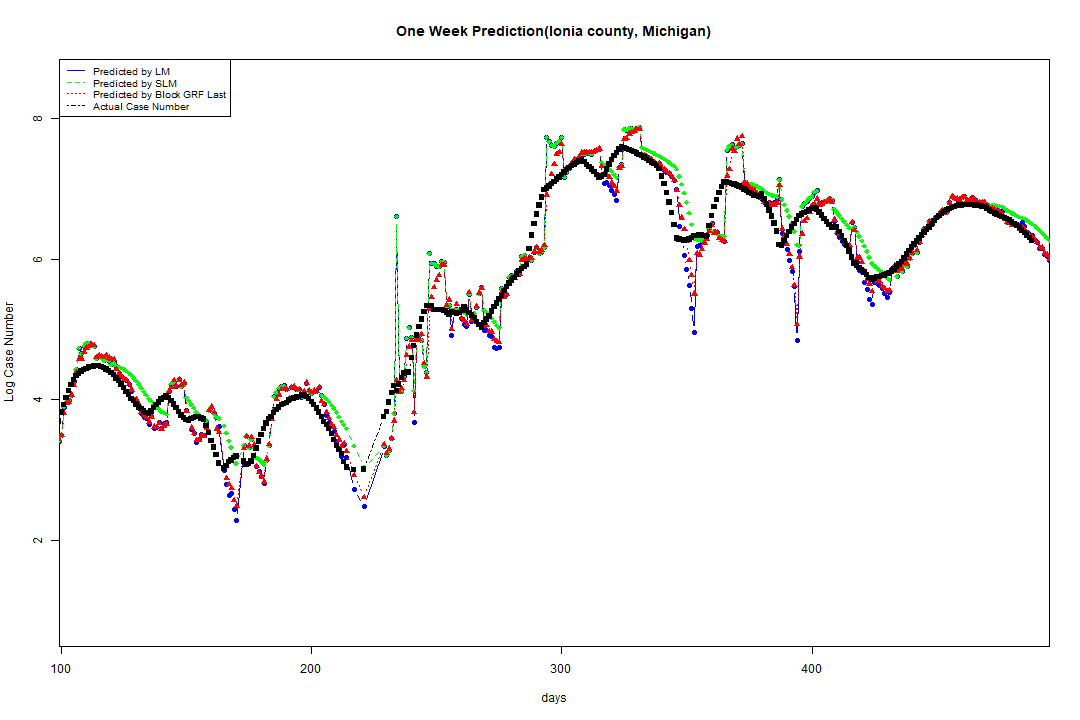 One Week Prediction(Ionia county, Michigan)
Predicted by LM
Predicted by SLM
Predicted by Block GRF Last
Actual Case Number
8
6
4
2
Log Case Number
100 200 300 400
days